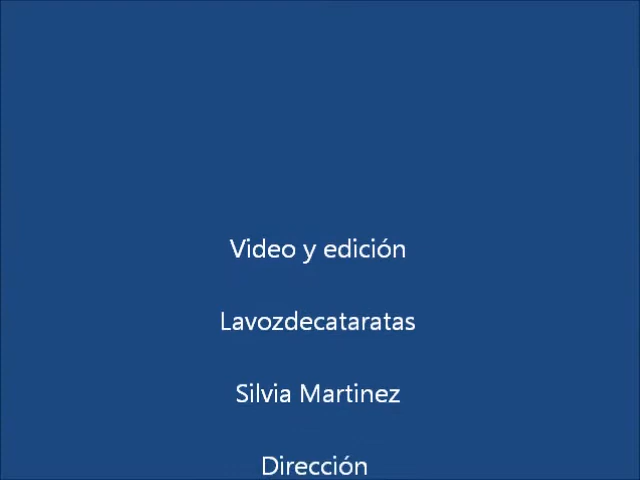 Video y edición
Lavozdecataratas
Silvia Martinez
Dirección